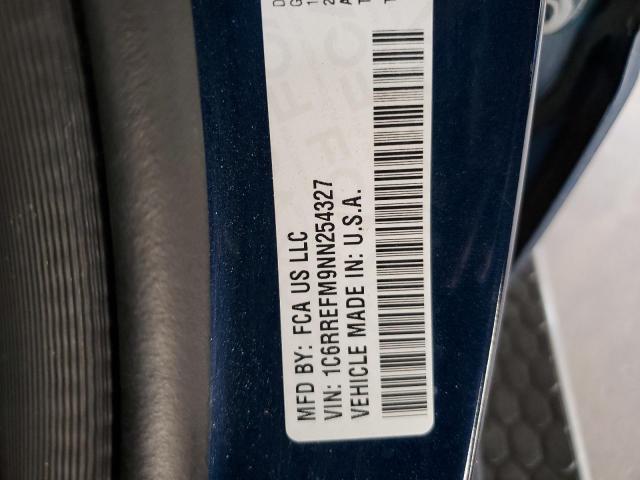 MFD BY: FCA US LLC
VIN: 1C6RREFM9NN254327
VEHICLE MADE IN: U.S.A.